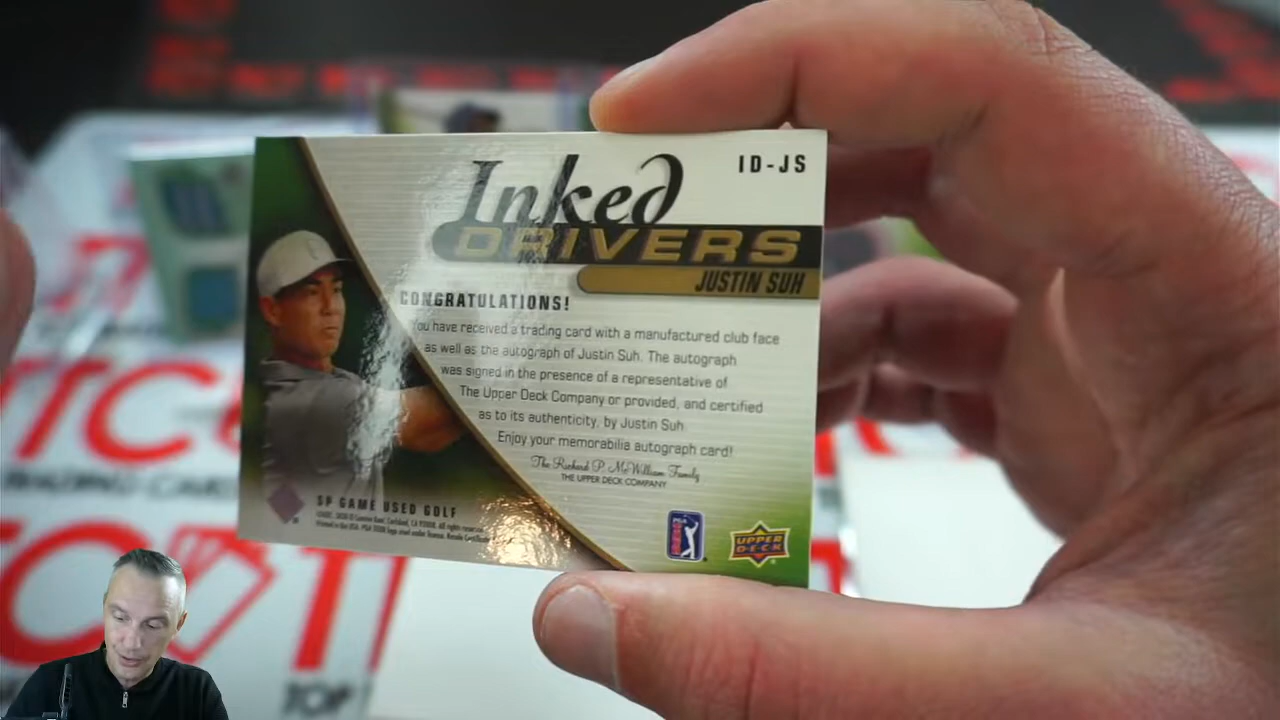 ID-JS
Inked
DRIVERS
JUSTIN SUH
CONGRATULATIONS!
You have received a trading card with a manufactured club face
as well as the autograph of Justin Suh. The autograph
was signed in the presence of a representative of
The Upper Deck Company or provided, and certified
as to its authenticity, by Justin Suh.
Enjoy your memorabilia autograph card!
The Richard P. McWilliam Family
THE UPPER DECK COMPANY
SP GAME USED GOLF
PGA TOUR
UPPER DECK
TOP